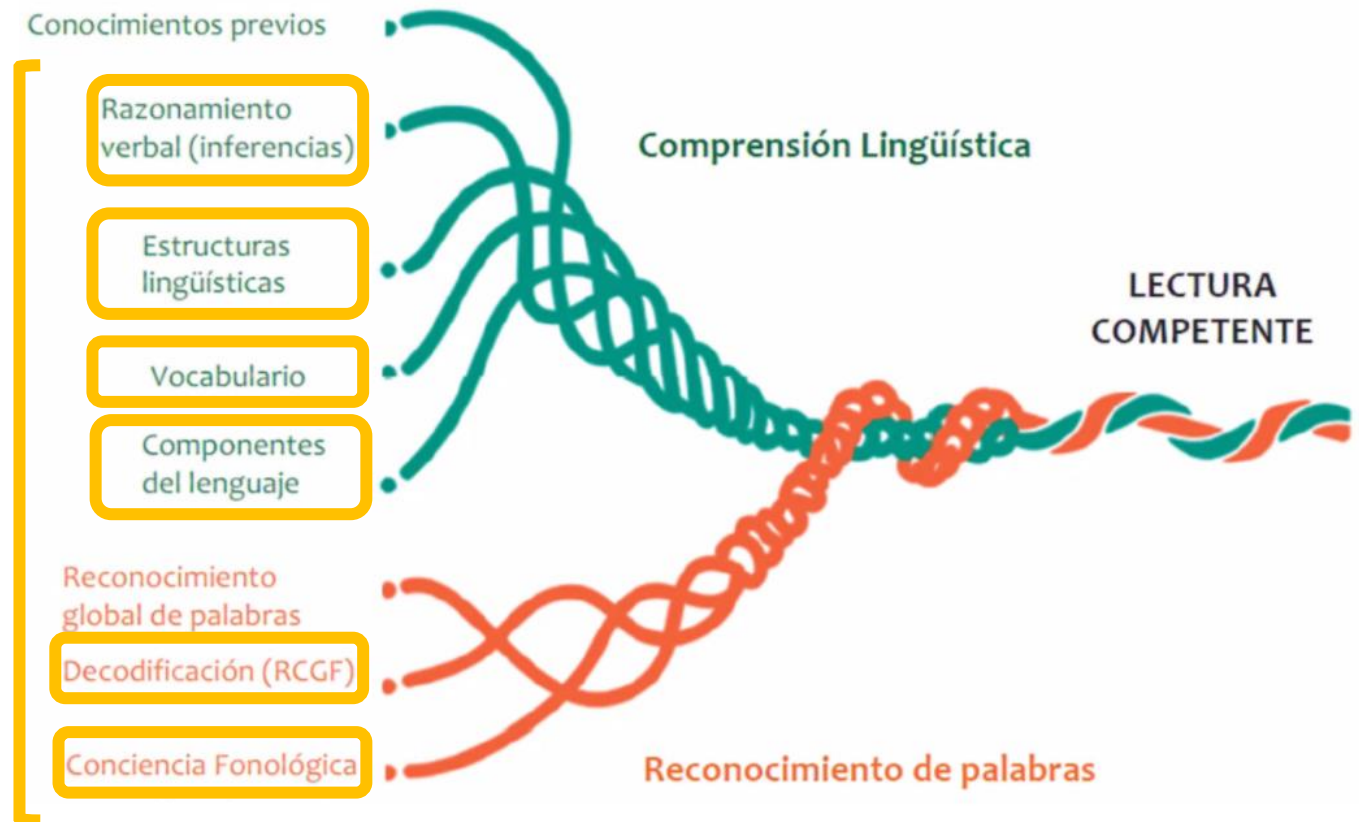 Conocimientos previos
Razonamiento
verbal (inferencias)
Estructuras
lingüísticas
Vocabulario
Componentes
del lenguaje
Reconocimiento
global de palabras
Decodificación (RCGF)
Conciencia Fonológica
Comprensión Lingüística
LECTURA
COMPETENTE
Reconocimiento de palabras